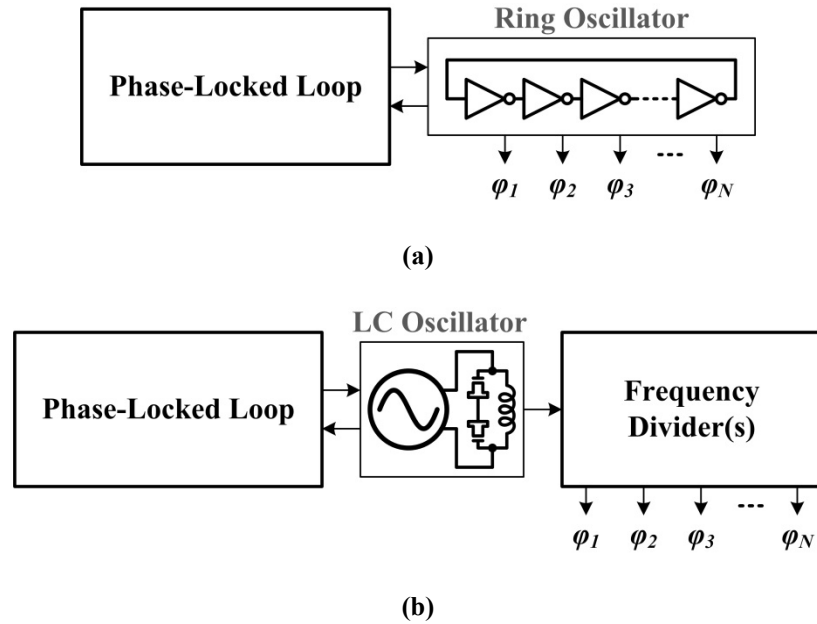 Ring Oscillator
Phase-Locked Loop
φ1 φ2 φ3 φN
(a)
LC Oscillator
Phase-Locked Loop
Frequency
Divider(s)
φ1 φ2 φ3 φN
(b)